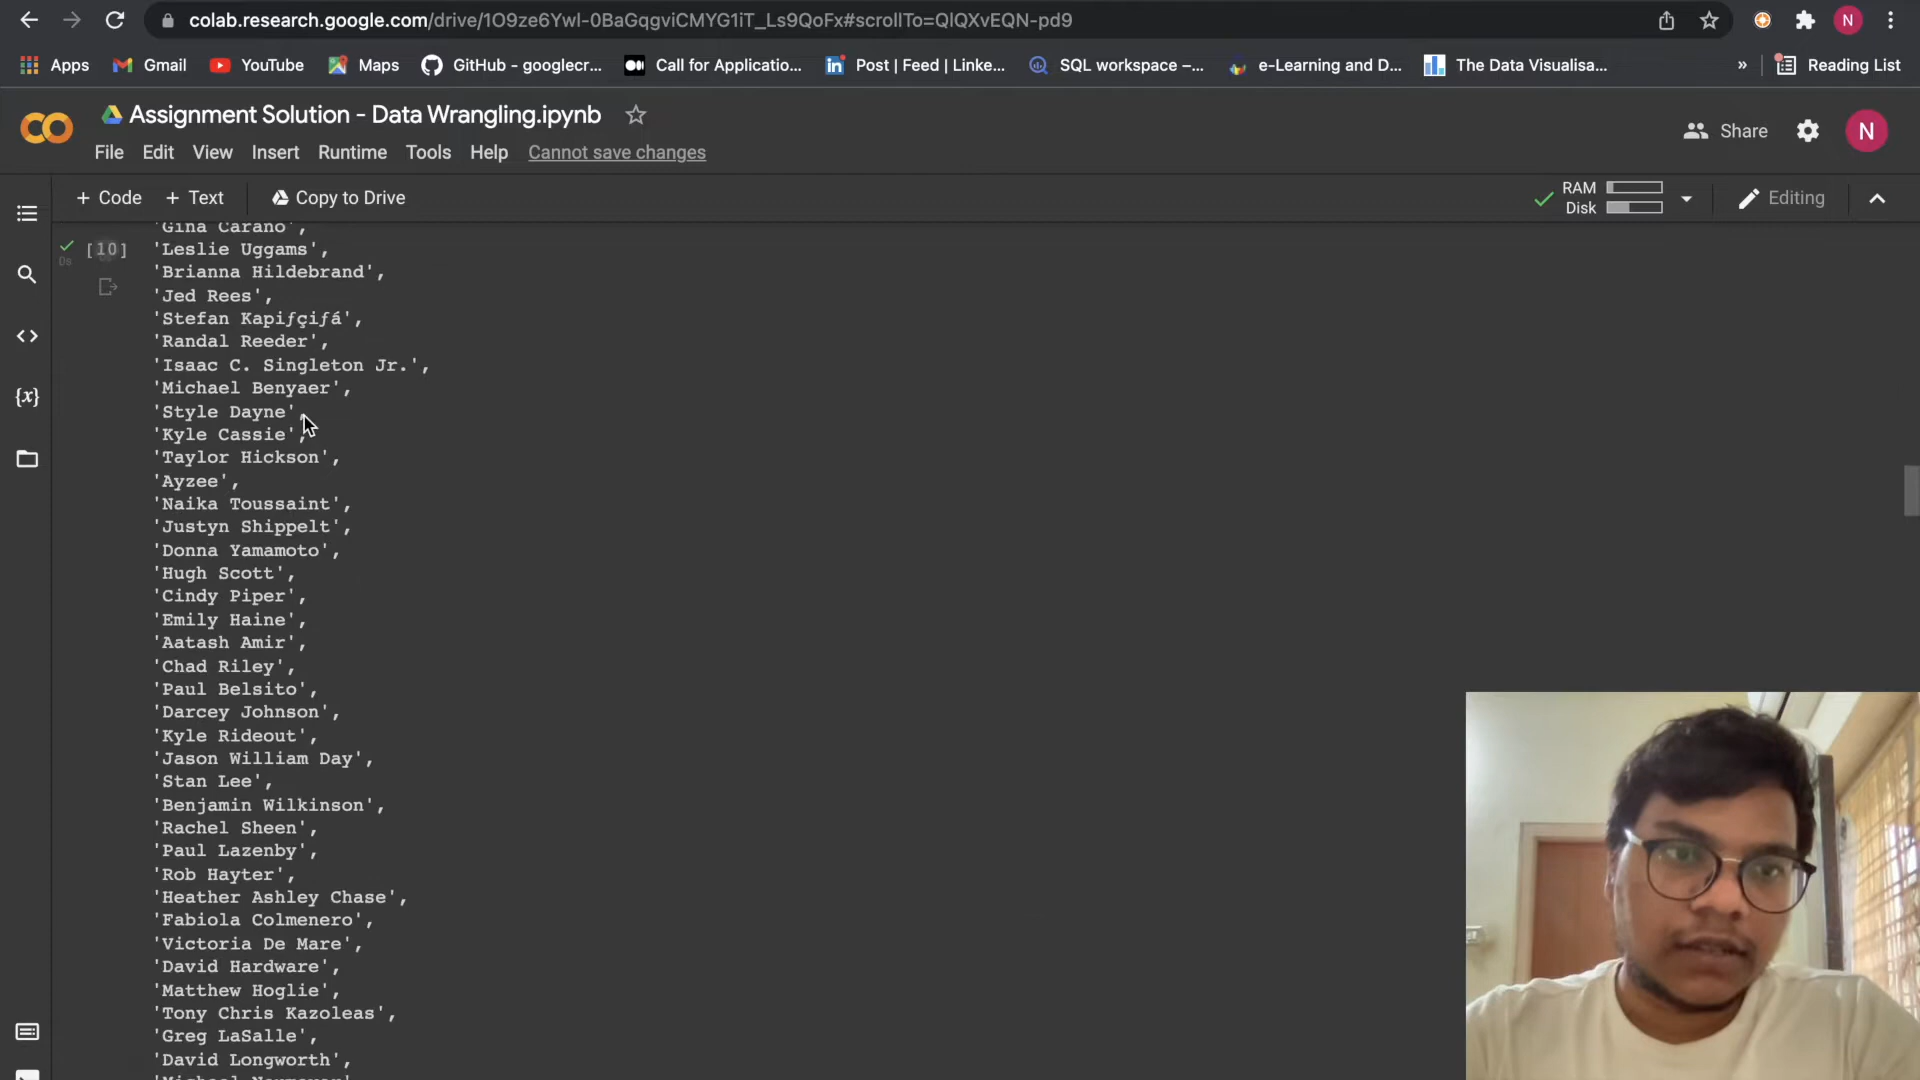 colab.research.google.com/drive/1O9ze6Ywl-0BaGqgviCMYG1iT_Ls9QoFx#scrollTo=QlQXvEQN-pd9
N
Apps Gmail YouTube Maps GitHub - googlecr... Call for Applicatio... Post | Feed | Linke... SQL workspace –... e-Learning and D... The Data Visualisa... » Reading List
Assignment Solution - Data Wrangling.ipynb
File Edit View Insert Runtime Tools Help Cannot save changes
Share N
+ Code + Text Copy to Drive
RAM
Disk
Editing
'Gina Carano',
[10]
0s
'Leslie Uggams',
'Brianna Hildebrand',
'Jed Rees',
'Stefan Kapiƒçiƒá',
'Randal Reeder',
'Isaac C. Singleton Jr.',
'Michael Benyaer',
'Style Dayne',
'Kyle Cassie',
'Taylor Hickson',
'Ayzee',
'Naika Toussaint',
'Justyn Shippelt',
'Donna Yamamoto',
'Hugh Scott',
'Cindy Piper',
'Emily Haine',
'Aatash Amir',
'Chad Riley',
'Paul Belsito',
'Darcey Johnson',
'Kyle Rideout',
'Jason William Day',
'Stan Lee',
'Benjamin Wilkinson',
'Rachel Sheen',
'Paul Lazenby',
'Rob Hayter',
'Heather Ashley Chase',
'Fabiola Colmenero',
'Victoria De Mare',
'David Hardware',
'Matthew Hoglie',
'Tony Chris Kazoleas',
'Greg LaSalle',
'David Longworth',